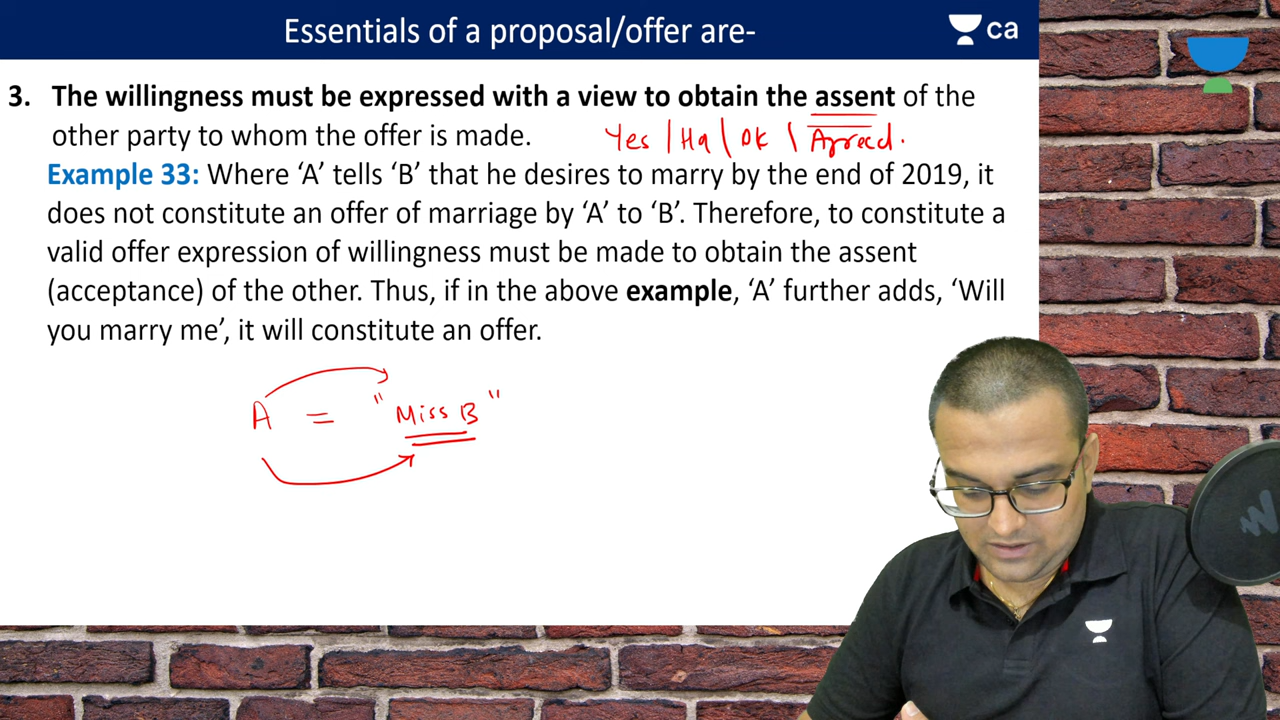 Essentials of a proposal/offer are-
ca
3. The willingness must be expressed with a view to obtain the assent of the
other party to whom the offer is made.
Yes / Ha \ Ok \ Agreed.
Example 33: Where ‘A’ tells ‘B’ that he desires to marry by the end of 2019, it
does not constitute an offer of marriage by ‘A’ to ‘B’. Therefore, to constitute a
valid offer expression of willingness must be made to obtain the assent
(acceptance) of the other. Thus, if in the above example, ‘A’ further adds, ‘Will
you marry me’, it will constitute an offer.
A = "Miss B"